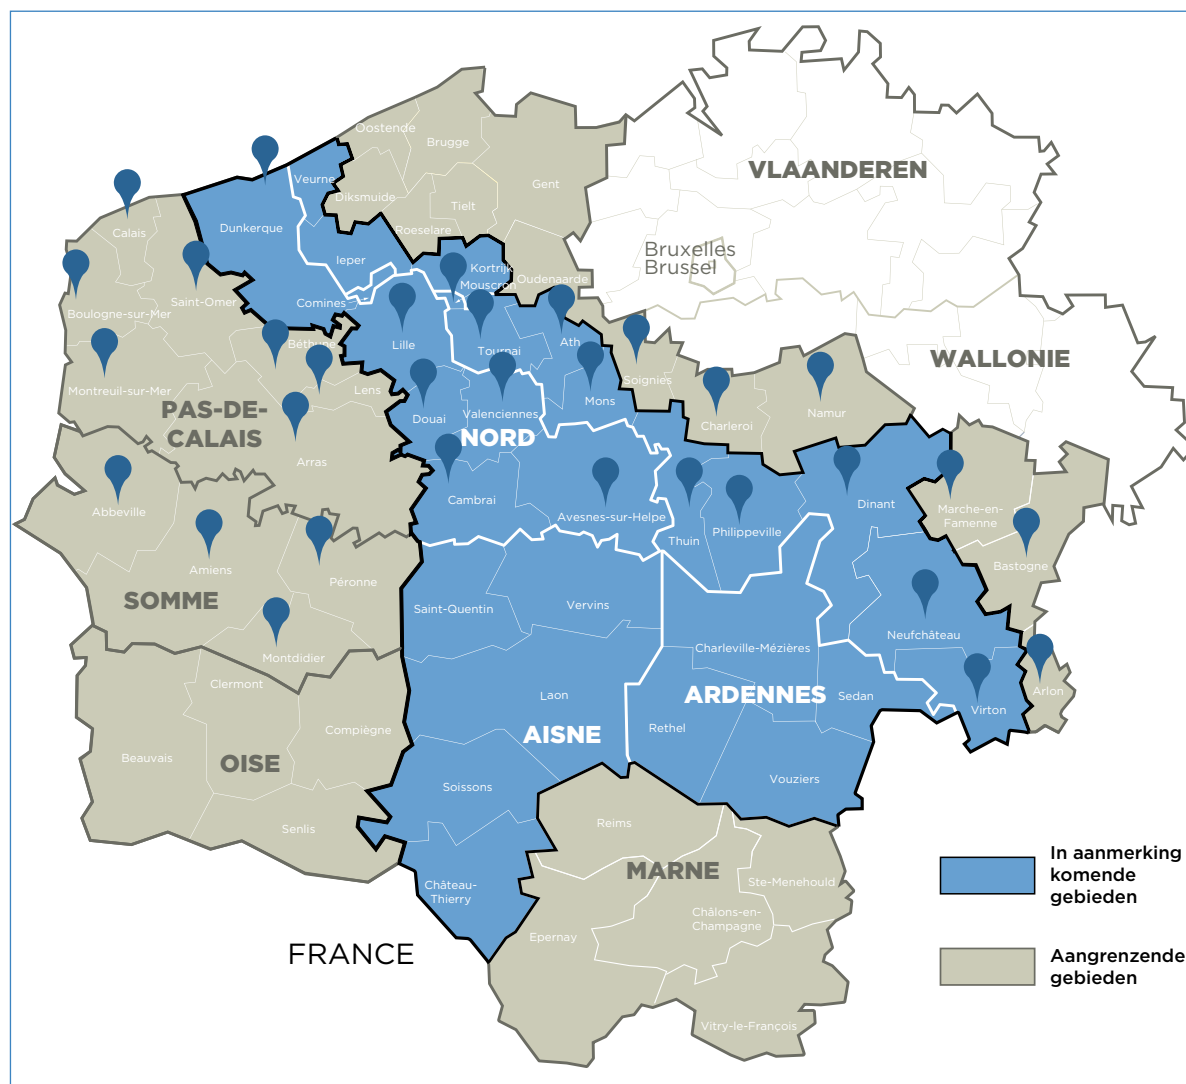 Oostende
Brugge
VLAANDEREN
Veurne
Diksmuide
Gent
Tielt
Calais
Dunkerque
Roeselare
Ieper
Bruxelles
Brussel
Kortrijk
Mouscron
Oudenaarde
Saint-Omer
Comines
Boulogne-sur-Mer
Béthune
Lille
Tournai
Ath
WALLONIE
Montreuil-sur-Mer
Lens
Soignies
Mons
PAS-DE-
CALAIS
Douai
Valenciennes
NORD
Charleroi
Namur
Arras
Abbeville
Cambrai
Avesnes-sur-Helpe
Dinant
Marche-en-
Famenne
Thuin
Philippeville
Amiens
Péronne
Bastogne
SOMME
Saint-Quentin
Vervins
Neufchâteau
Montdidier
Charleville-Mézières
Clermont
Laon
ARDENNES
Sedan
Arlon
Virton
Compiègne
AISNE
Rethel
Beauvais
OISE
Soissons
Vouziers
Senlis
Reims
MARNE
Château-
Thierry
Ste-Menehould
Châlons-en-
Champagne
Epernay
FRANCE
Vitry-le-François
In aanmerking
komende
gebieden
Aangrenzende
gebieden